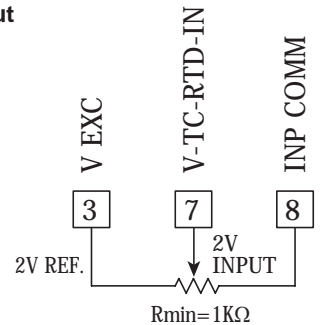 ut
V EXC
V-TC-RTD-IN
INP COMM
3
7
8
2V REF.
2V
INPUT
Rmin=1KΩ